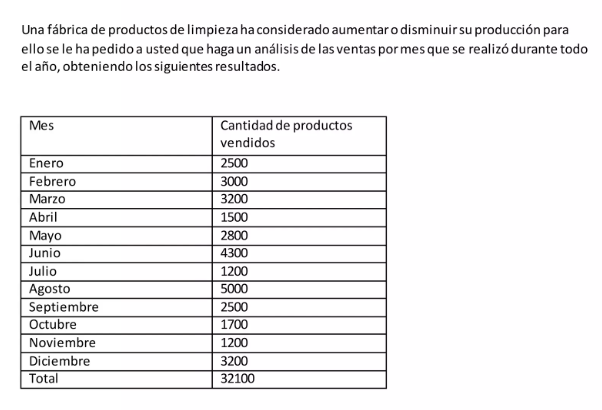 Una fábrica de productos de limpieza ha considerado aumentar o disminuir su producción para
ello se le ha pedido a usted que haga un análisis de las ventas por mes que se realizó durante todo
el año, obteniendo los siguientes resultados.
Mes Cantidad de productos
vendidos
Enero 2500
Febrero 3000
Marzo 3200
Abril 1500
Mayo 2800
Junio 4300
Julio 1200
Agosto 5000
Septiembre 2500
Octubre 1700
Noviembre 1200
Diciembre 3200
Total 32100